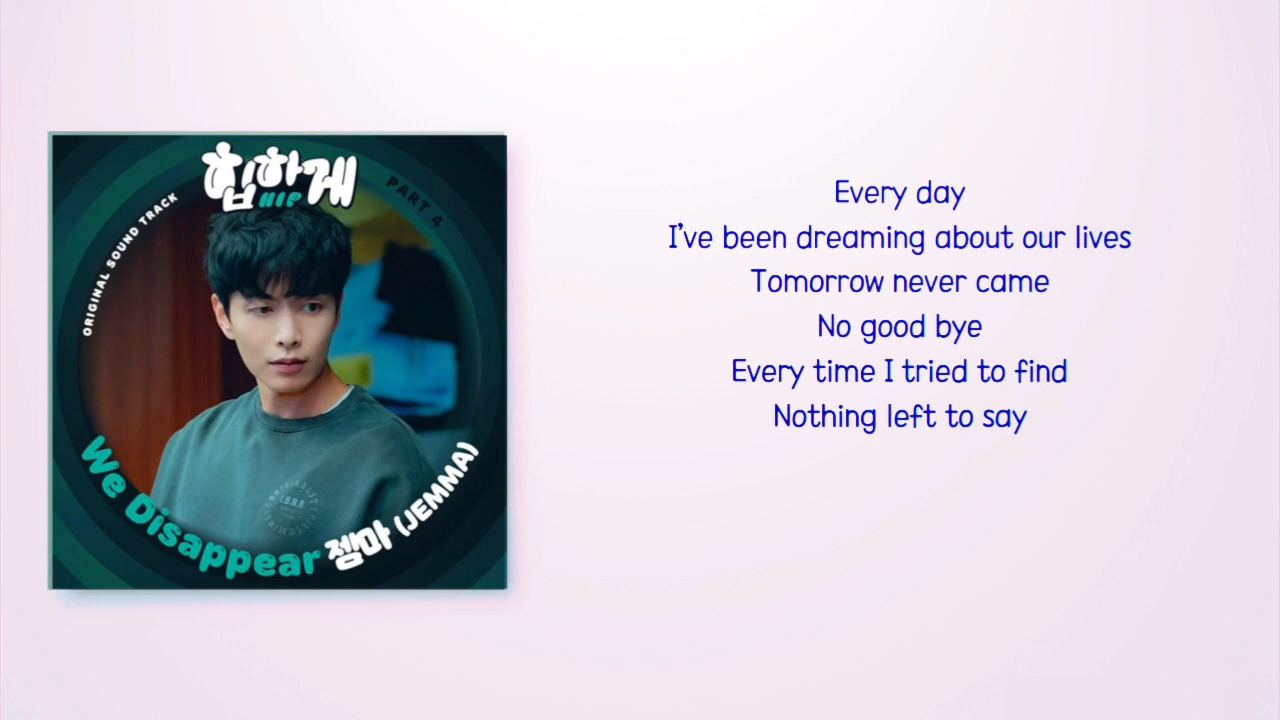 힙하게
HIP
PART 4
ORIGINAL SOUND TRACK
We Disappear 젬마 (JEMMA)
1988
Every day
I've been dreaming about our lives
Tomorrow never came
No good bye
Every time I tried to find
Nothing left to say